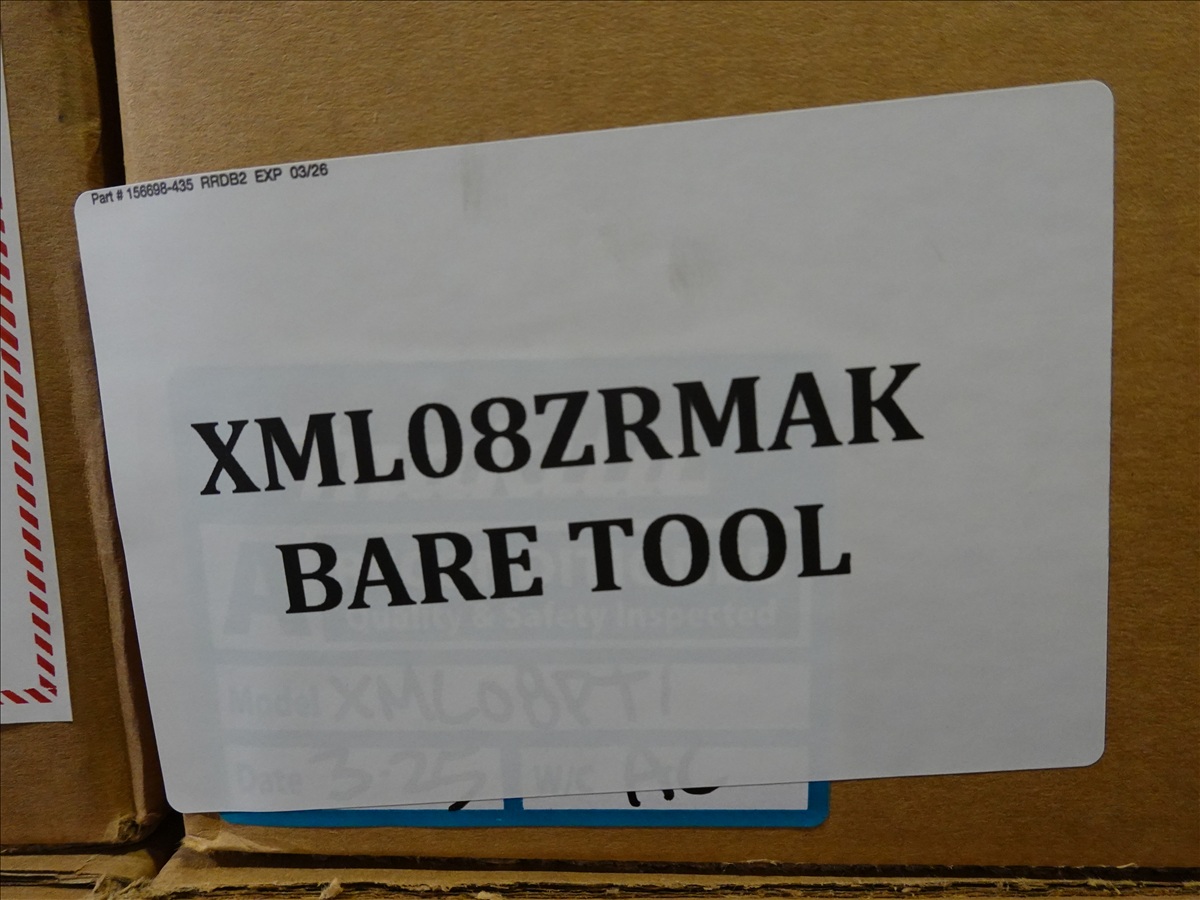 Part # 156698-435 RRDB2 EXP 03/26
XML08ZRMAK
BARE TOOL
Quality & Safety Inspected
Model XML08PT1
Date 3-25 W/C